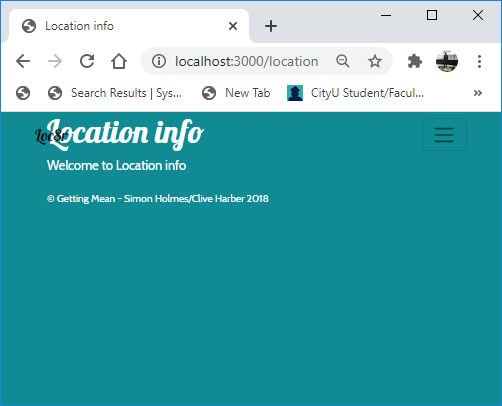 Location info
localhost:3000/location
Search Results | Sys...
New Tab
CityU Student/Facul...
»
Loc8r
Location info
Welcome to Location info
© Getting Mean - Simon Holmes/Clive Harber 2018